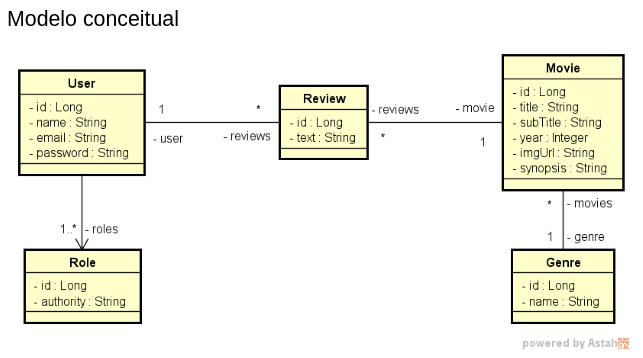 Modelo conceitual
User
- id : Long
- name : String
- email : String
- password : String
1
- user
*
- reviews
Review
- id : Long
- text : String
- reviews
*
- movie
1
Movie
- id : Long
- title : String
- subTitle : String
- year : Integer
- imgUrl : String
- synopsis : String
1..* - roles
Role
- id : Long
- authority : String
* - movies
1 - genre
Genre
- id : Long
- name : String
powered by Astah